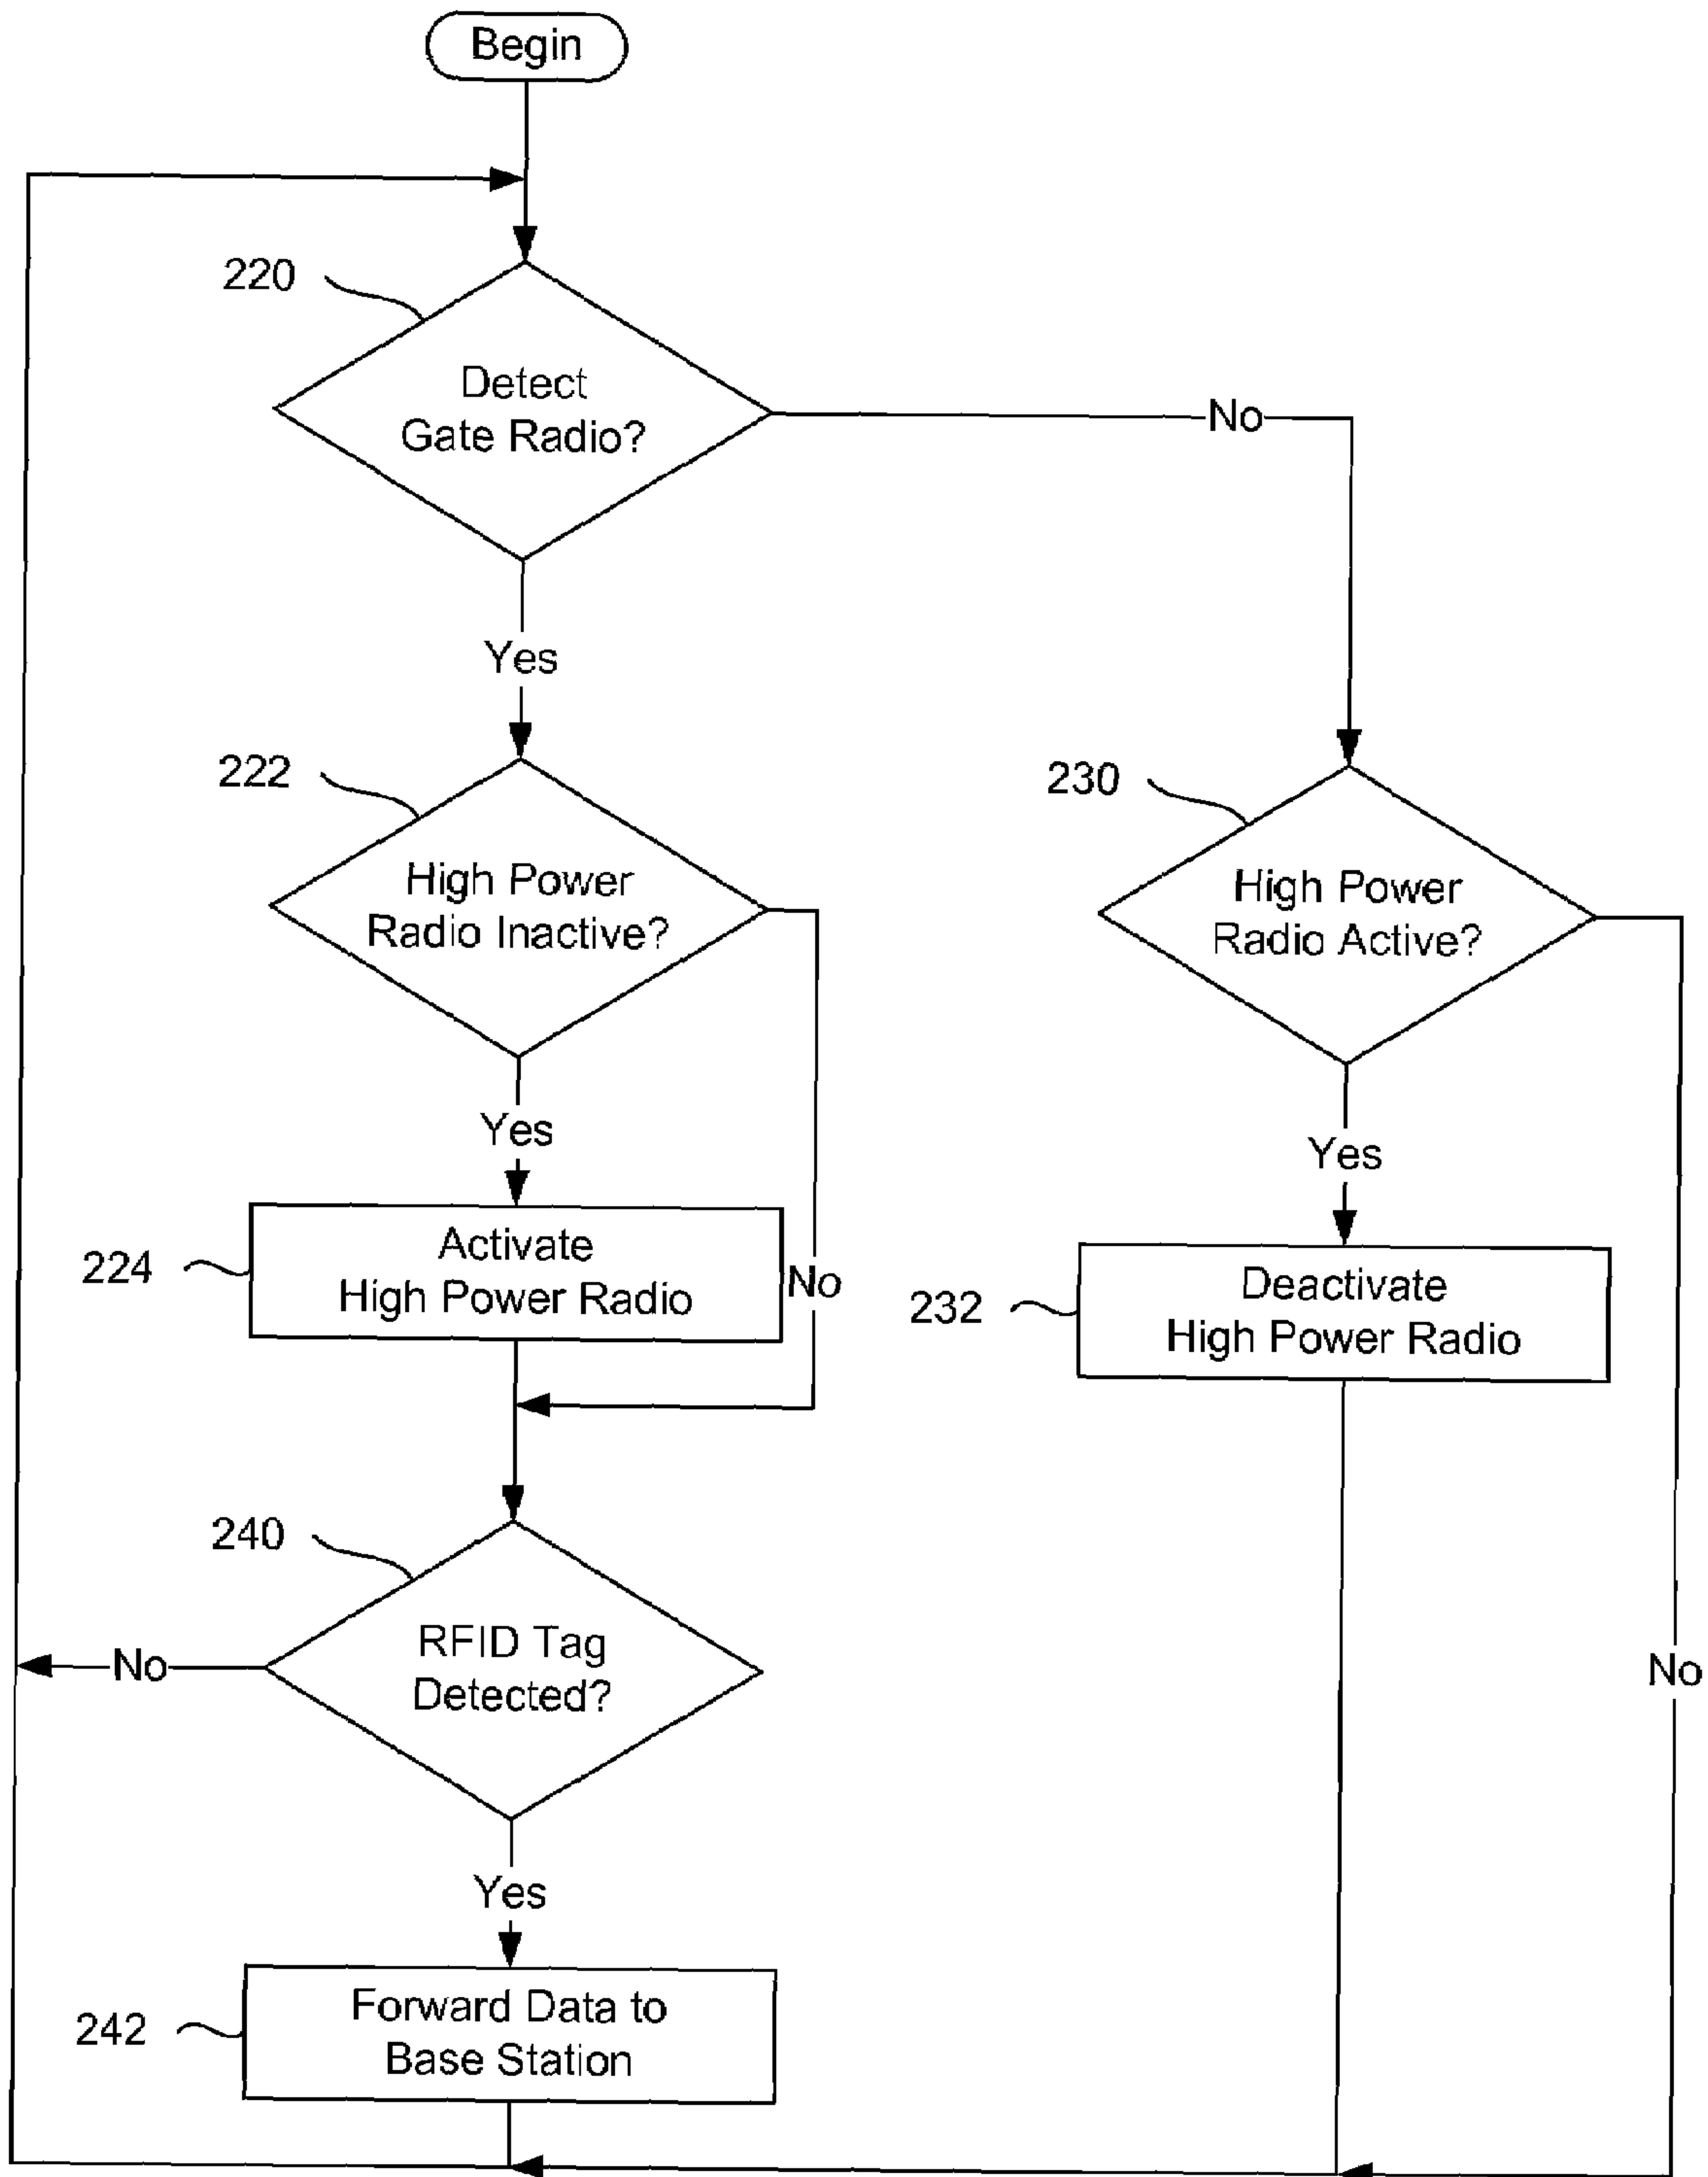 Begin
220
Detect
Gate Radio?
No
Yes
222
High Power
Radio Inactive?
230
High Power
Radio Active?
Yes
Yes
224
Activate
High Power Radio
No
232
Deactivate
High Power Radio
240
RFID Tag
Detected?
No
No
Yes
242
Forward Data to
Base Station